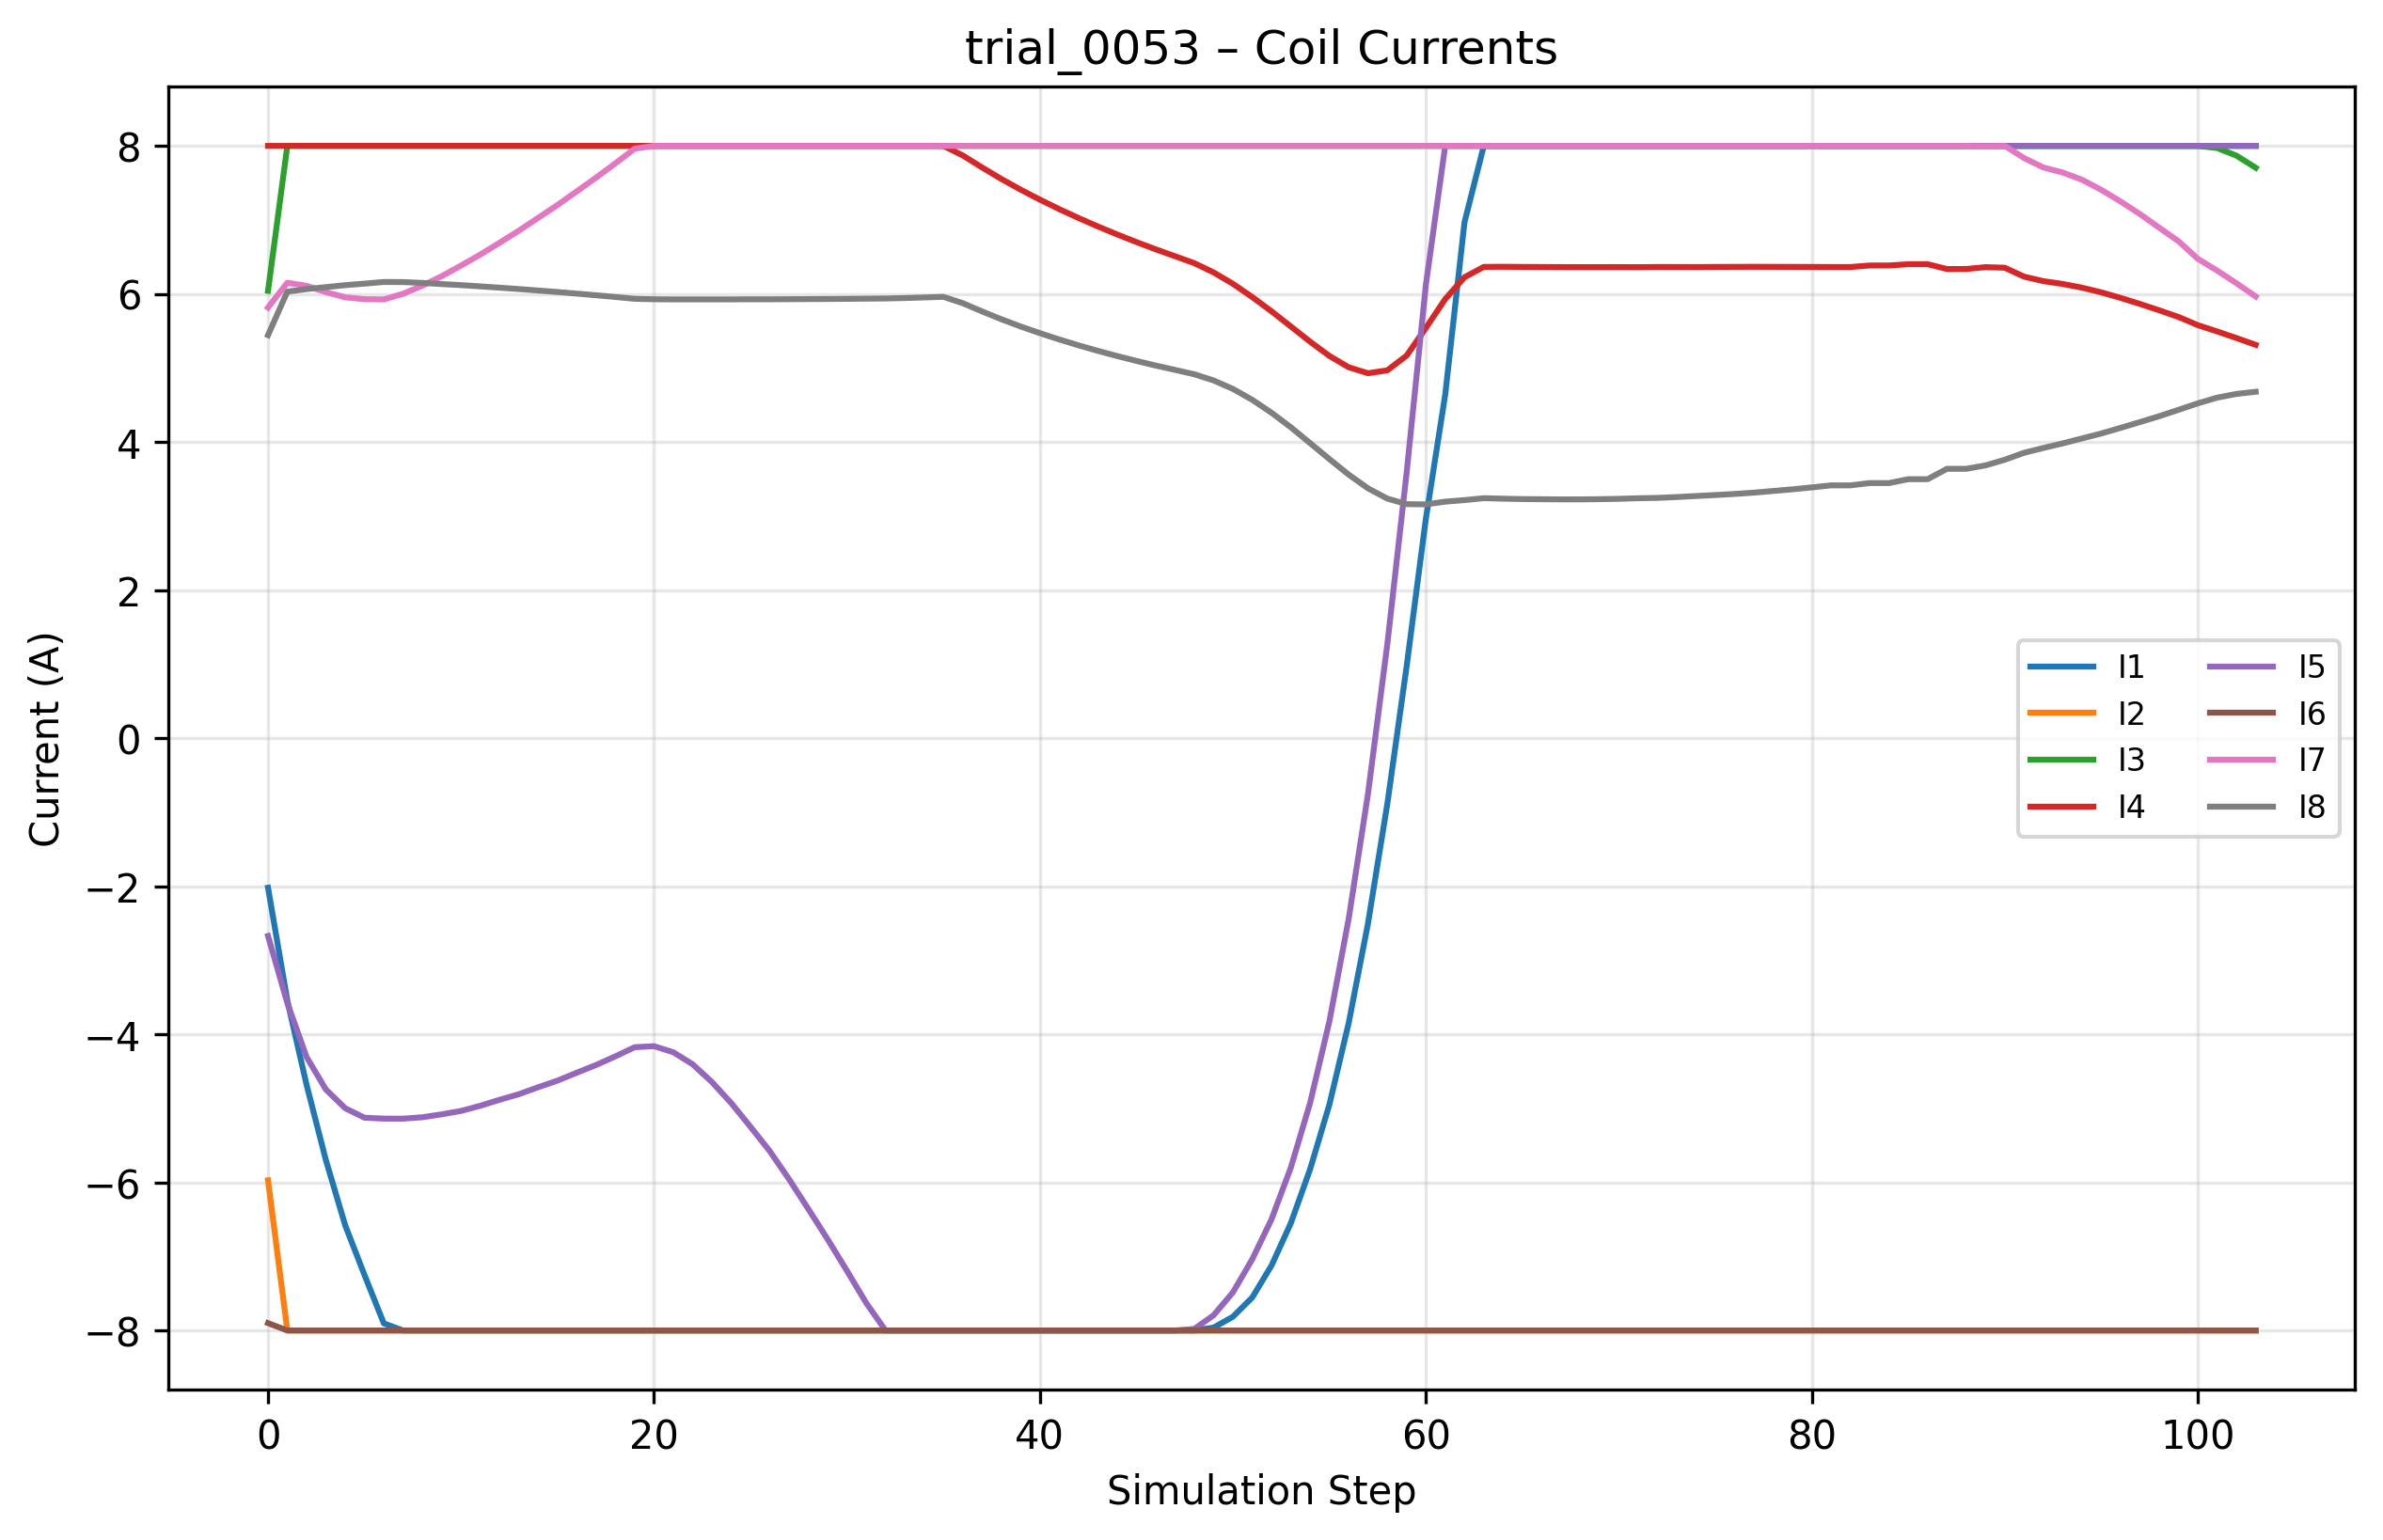 trial_0053 – Coil Currents
Current (A)
8
6
4
2
0
−2
−4
−6
−8
I1
I2
I3
I4
I5
I6
I7
I8
0
20
40
60
80
100
Simulation Step